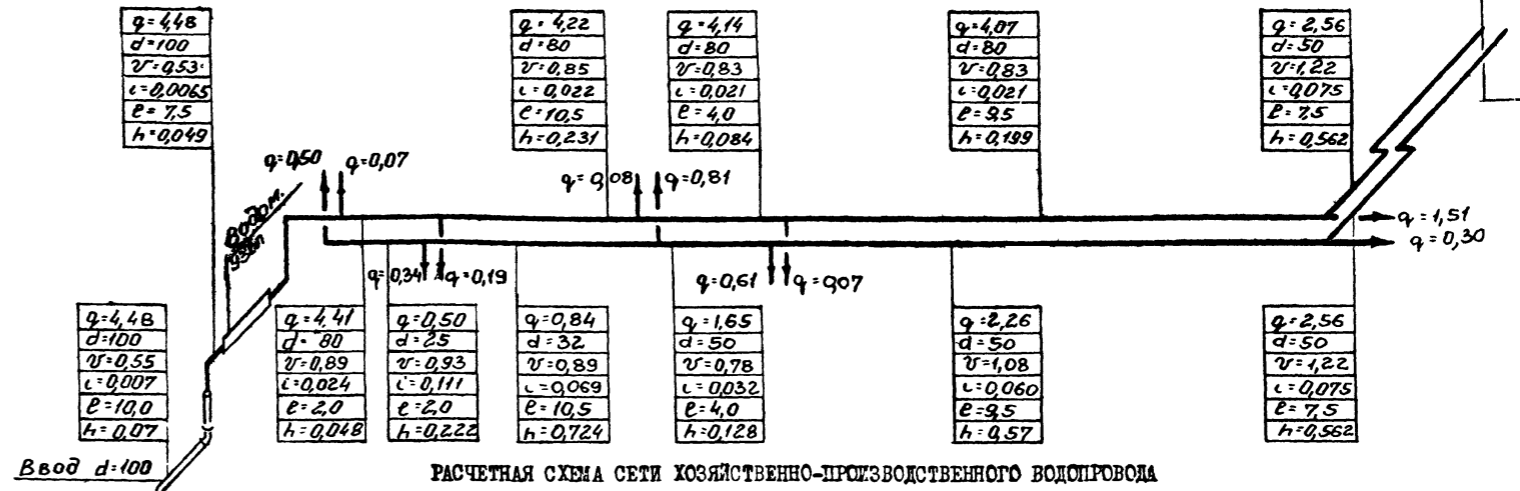 q=4,48
d=100
v=0,53
i=0,0065
l=7,5
h=0,049
q=4,22
d=80
v=0,85
i=0,022
l=10,5
h=0,231
q=4,14
d=80
v=0,83
i=0,021
l=4,0
h=0,084
q=4,07
d=80
v=0,83
i=0,021
l=9,5
h=0,199
q=2,56
d=50
v=1,22
i=0,075
l=7,5
h=0,562
q=0,50
q=0,07
q=0,08
q=0,81
Водом.
узел
q=1,51
q=0,30
q=0,34
q=0,19
q=0,61
q=0,07
q=4,48
d=100
v=0,55
i=0,007
l=10,0
h=0,07
q=4,41
d=80
v=0,89
i=0,024
l=2,0
h=0,048
q=0,50
d=25
v=0,93
i=0,111
l=2,0
h=0,222
q=0,84
d=32
v=0,89
i=0,069
l=10,5
h=0,724
q=1,65
d=50
v=0,78
i=0,032
l=4,0
h=0,128
q=2,26
d=50
v=1,08
i=0,060
l=9,5
h=0,57
q=2,56
d=50
v=1,22
i=0,075
l=7,5
h=0,562
Ввод d=100
РАСЧЕТНАЯ СХЕМА СЕТИ ХОЗЯЙСТВЕННО-ПРОИЗВОДСТВЕННОГО ВОДОПРОВОДА